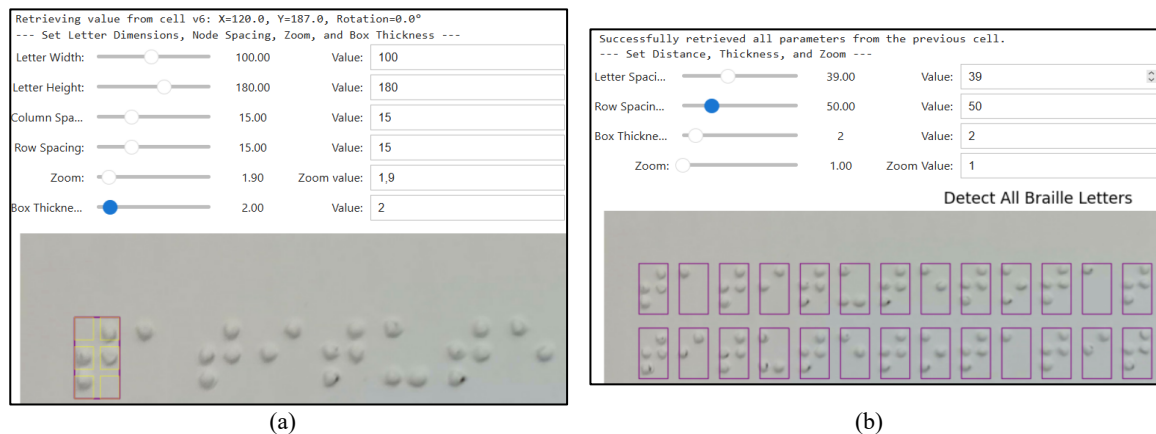 Retrieving value from cell v6: X=120.0, Y=187.0, Rotation=0.0°
--- Set Letter Dimensions, Node Spacing, Zoom, and Box Thickness ---
Letter Width: 100.00 Value: 100
Letter Height: 180.00 Value: 180
Column Spa... 15.00 Value: 15
Row Spacing: 15.00 Value: 15
Zoom: 1.90 Zoom value: 1,9
Box Thickne... 2.00 Value: 2
(a)
Successfully retrieved all parameters from the previous cell.
--- Set Distance, Thickness, and Zoom ---
Letter Spaci... 39.00 Value: 39
Row Spacin... 50.00 Value: 50
Box Thickne... 2 Value: 2
Zoom: 1.00 Zoom Value: 1
Detect All Braille Letters
(b)